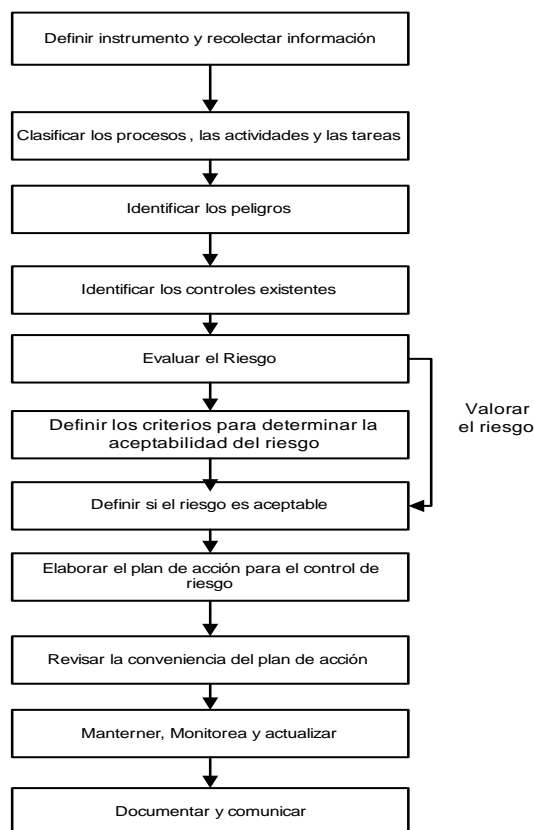 Definir instrumento y recolectar información
Clasificar los procesos , las actividades y las tareas
Identificar los peligros
Identificar los controles existentes
Evaluar el Riesgo
Valorar
el riesgo
Definir los criterios para determinar la
aceptabilidad del riesgo
Definir si el riesgo es aceptable
Elaborar el plan de acción para el control de
riesgo
Revisar la conveniencia del plan de acción
Manterner, Monitorea y actualizar
Documentar y comunicar